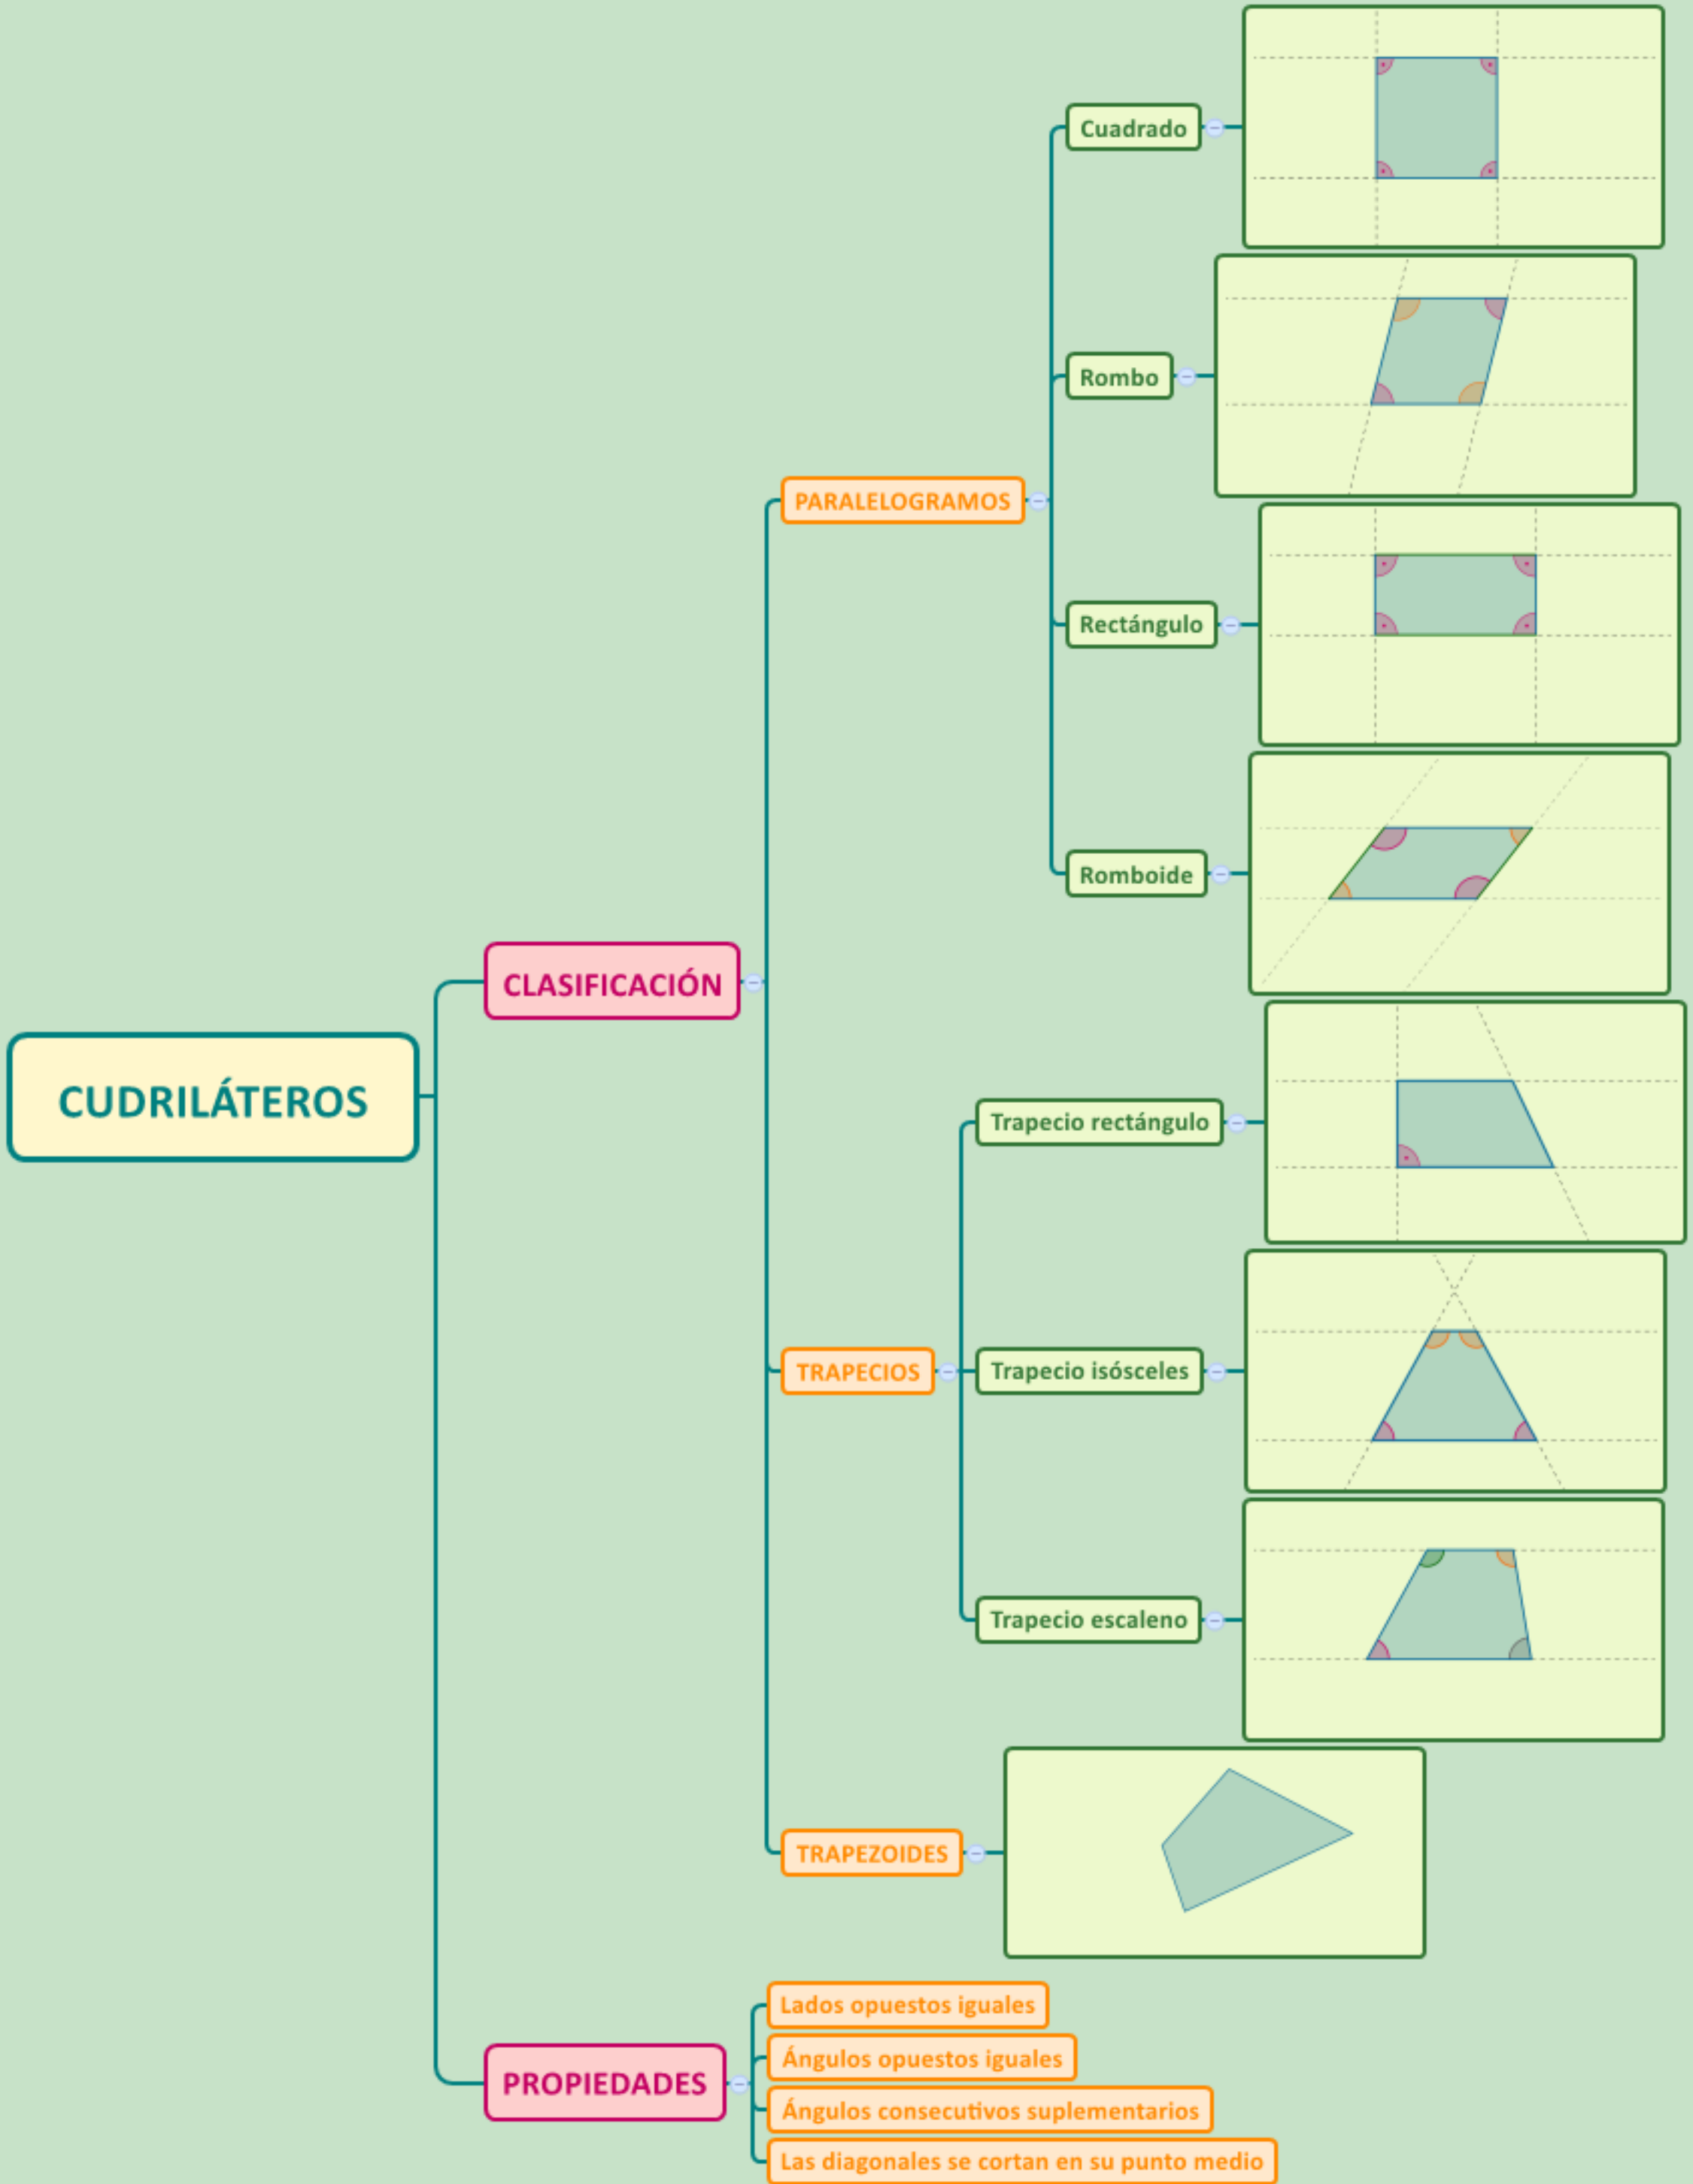 CUDRILÁTEROS
CLASIFICACIÓN
PARALELOGRAMOS
Cuadrado
Rombo
Rectángulo
Romboide
TRAPECIOS
Trapecio rectángulo
Trapecio isósceles
Trapecio escaleno
TRAPEZOIDES
PROPIEDADES
Lados opuestos iguales
Ángulos opuestos iguales
Ángulos consecutivos suplementarios
Las diagonales se cortan en su punto medio